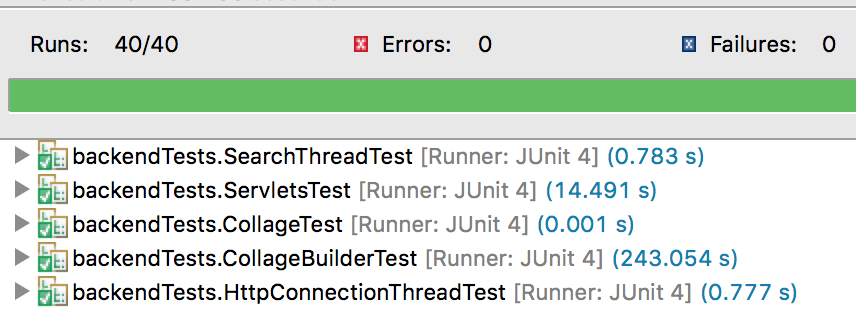 Runs: 40/40 Errors: 0 Failures: 0
backendTests.SearchThreadTest [Runner: JUnit 4] (0.783 s)
backendTests.ServletsTest [Runner: JUnit 4] (14.491 s)
backendTests.CollageTest [Runner: JUnit 4] (0.001 s)
backendTests.CollageBuilderTest [Runner: JUnit 4] (243.054 s)
backendTests.HttpConnectionThreadTest [Runner: JUnit 4] (0.777 s)